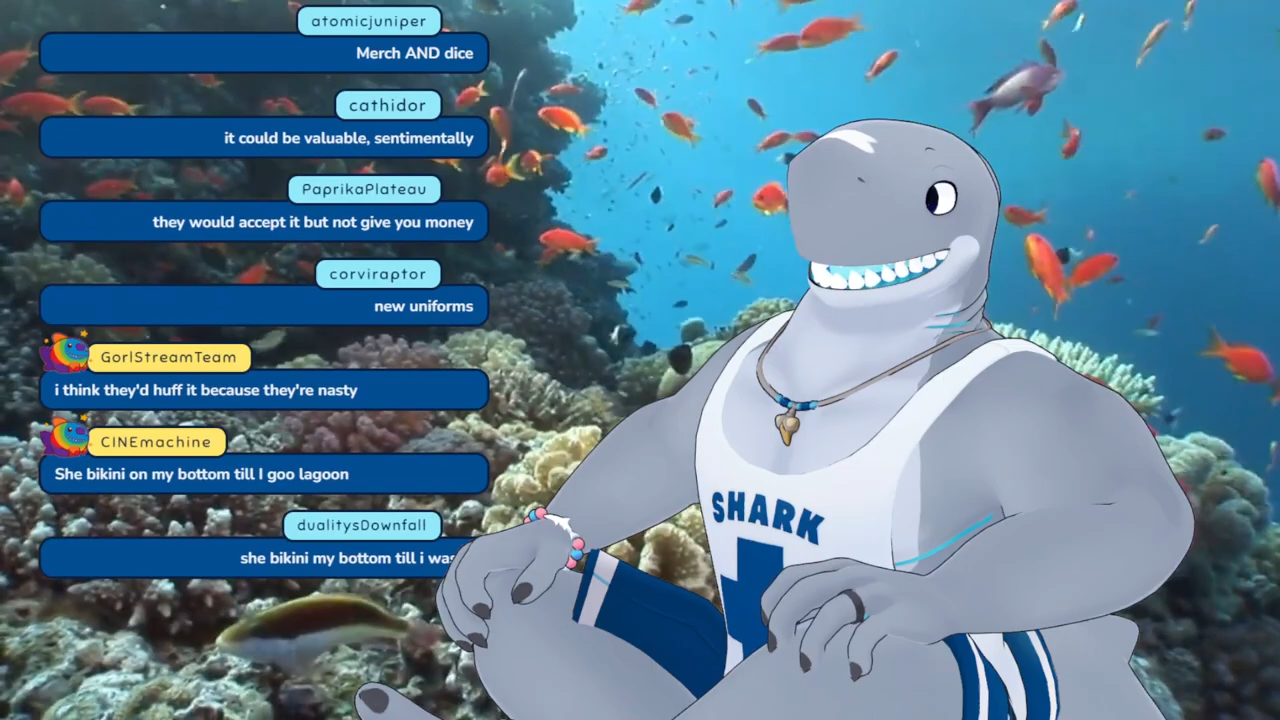 atomicjuniper
Merch AND dice
cathidor
it could be valuable, sentimentally
PaprikaPlateau
they would accept it but not give you money
corviraptor
new uniforms
GorlStreamTeam
i think they'd huff it because they're nasty
CINEmachine
She bikini on my bottom till I goo lagoon
dualitysDownfall
she bikini my bottom till i was
SHARK